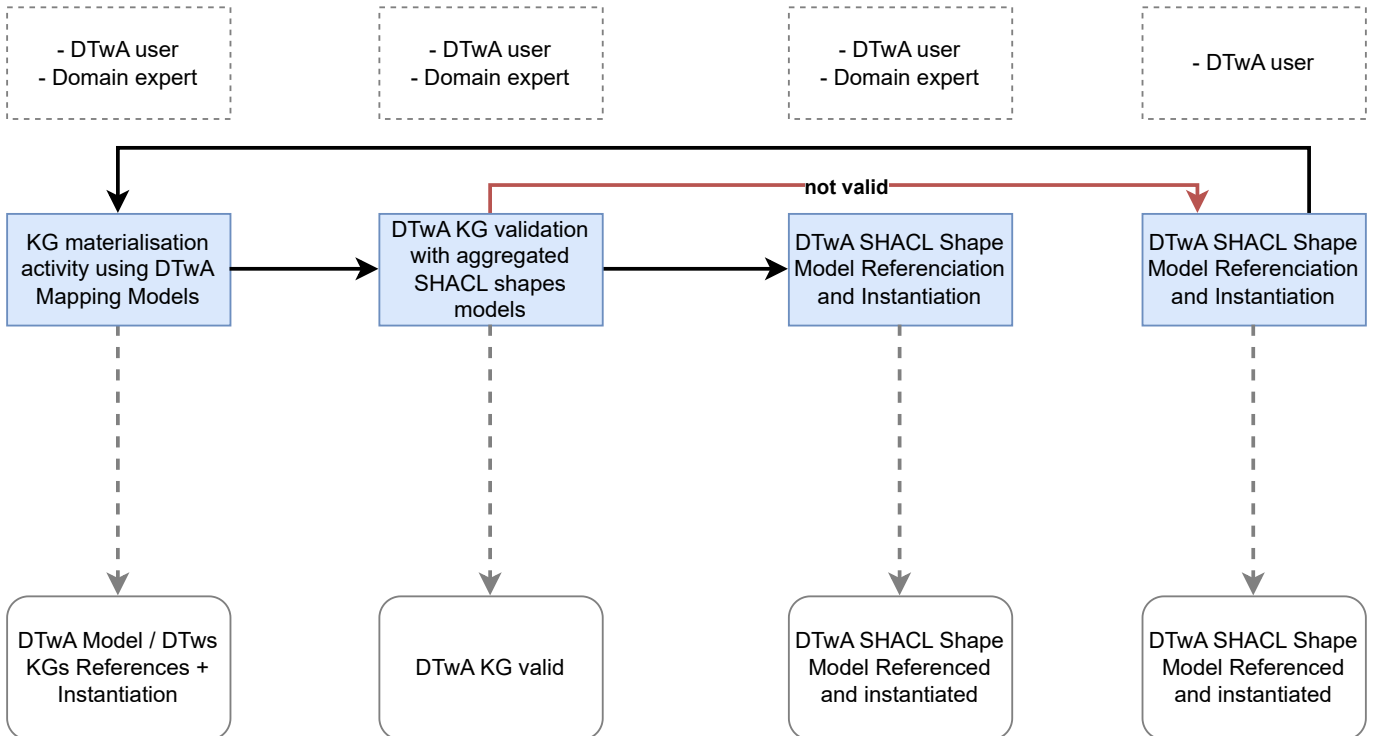 - DTwA user
- Domain expert
- DTwA user
- Domain expert
- DTwA user
- Domain expert
- DTwA user
not valid
KG materialisation
activity using DTwA
Mapping Models
DTwA KG validation
with aggregated
SHACL shapes
models
DTwA SHACL Shape
Model Referenciation
and Instantiation
DTwA SHACL Shape
Model Referenciation
and Instantiation
DTwA Model / DTws
KGs References +
Instantiation
DTwA KG valid
DTwA SHACL Shape
Model Referenced
and instantiated
DTwA SHACL Shape
Model Referenced
and instantiated